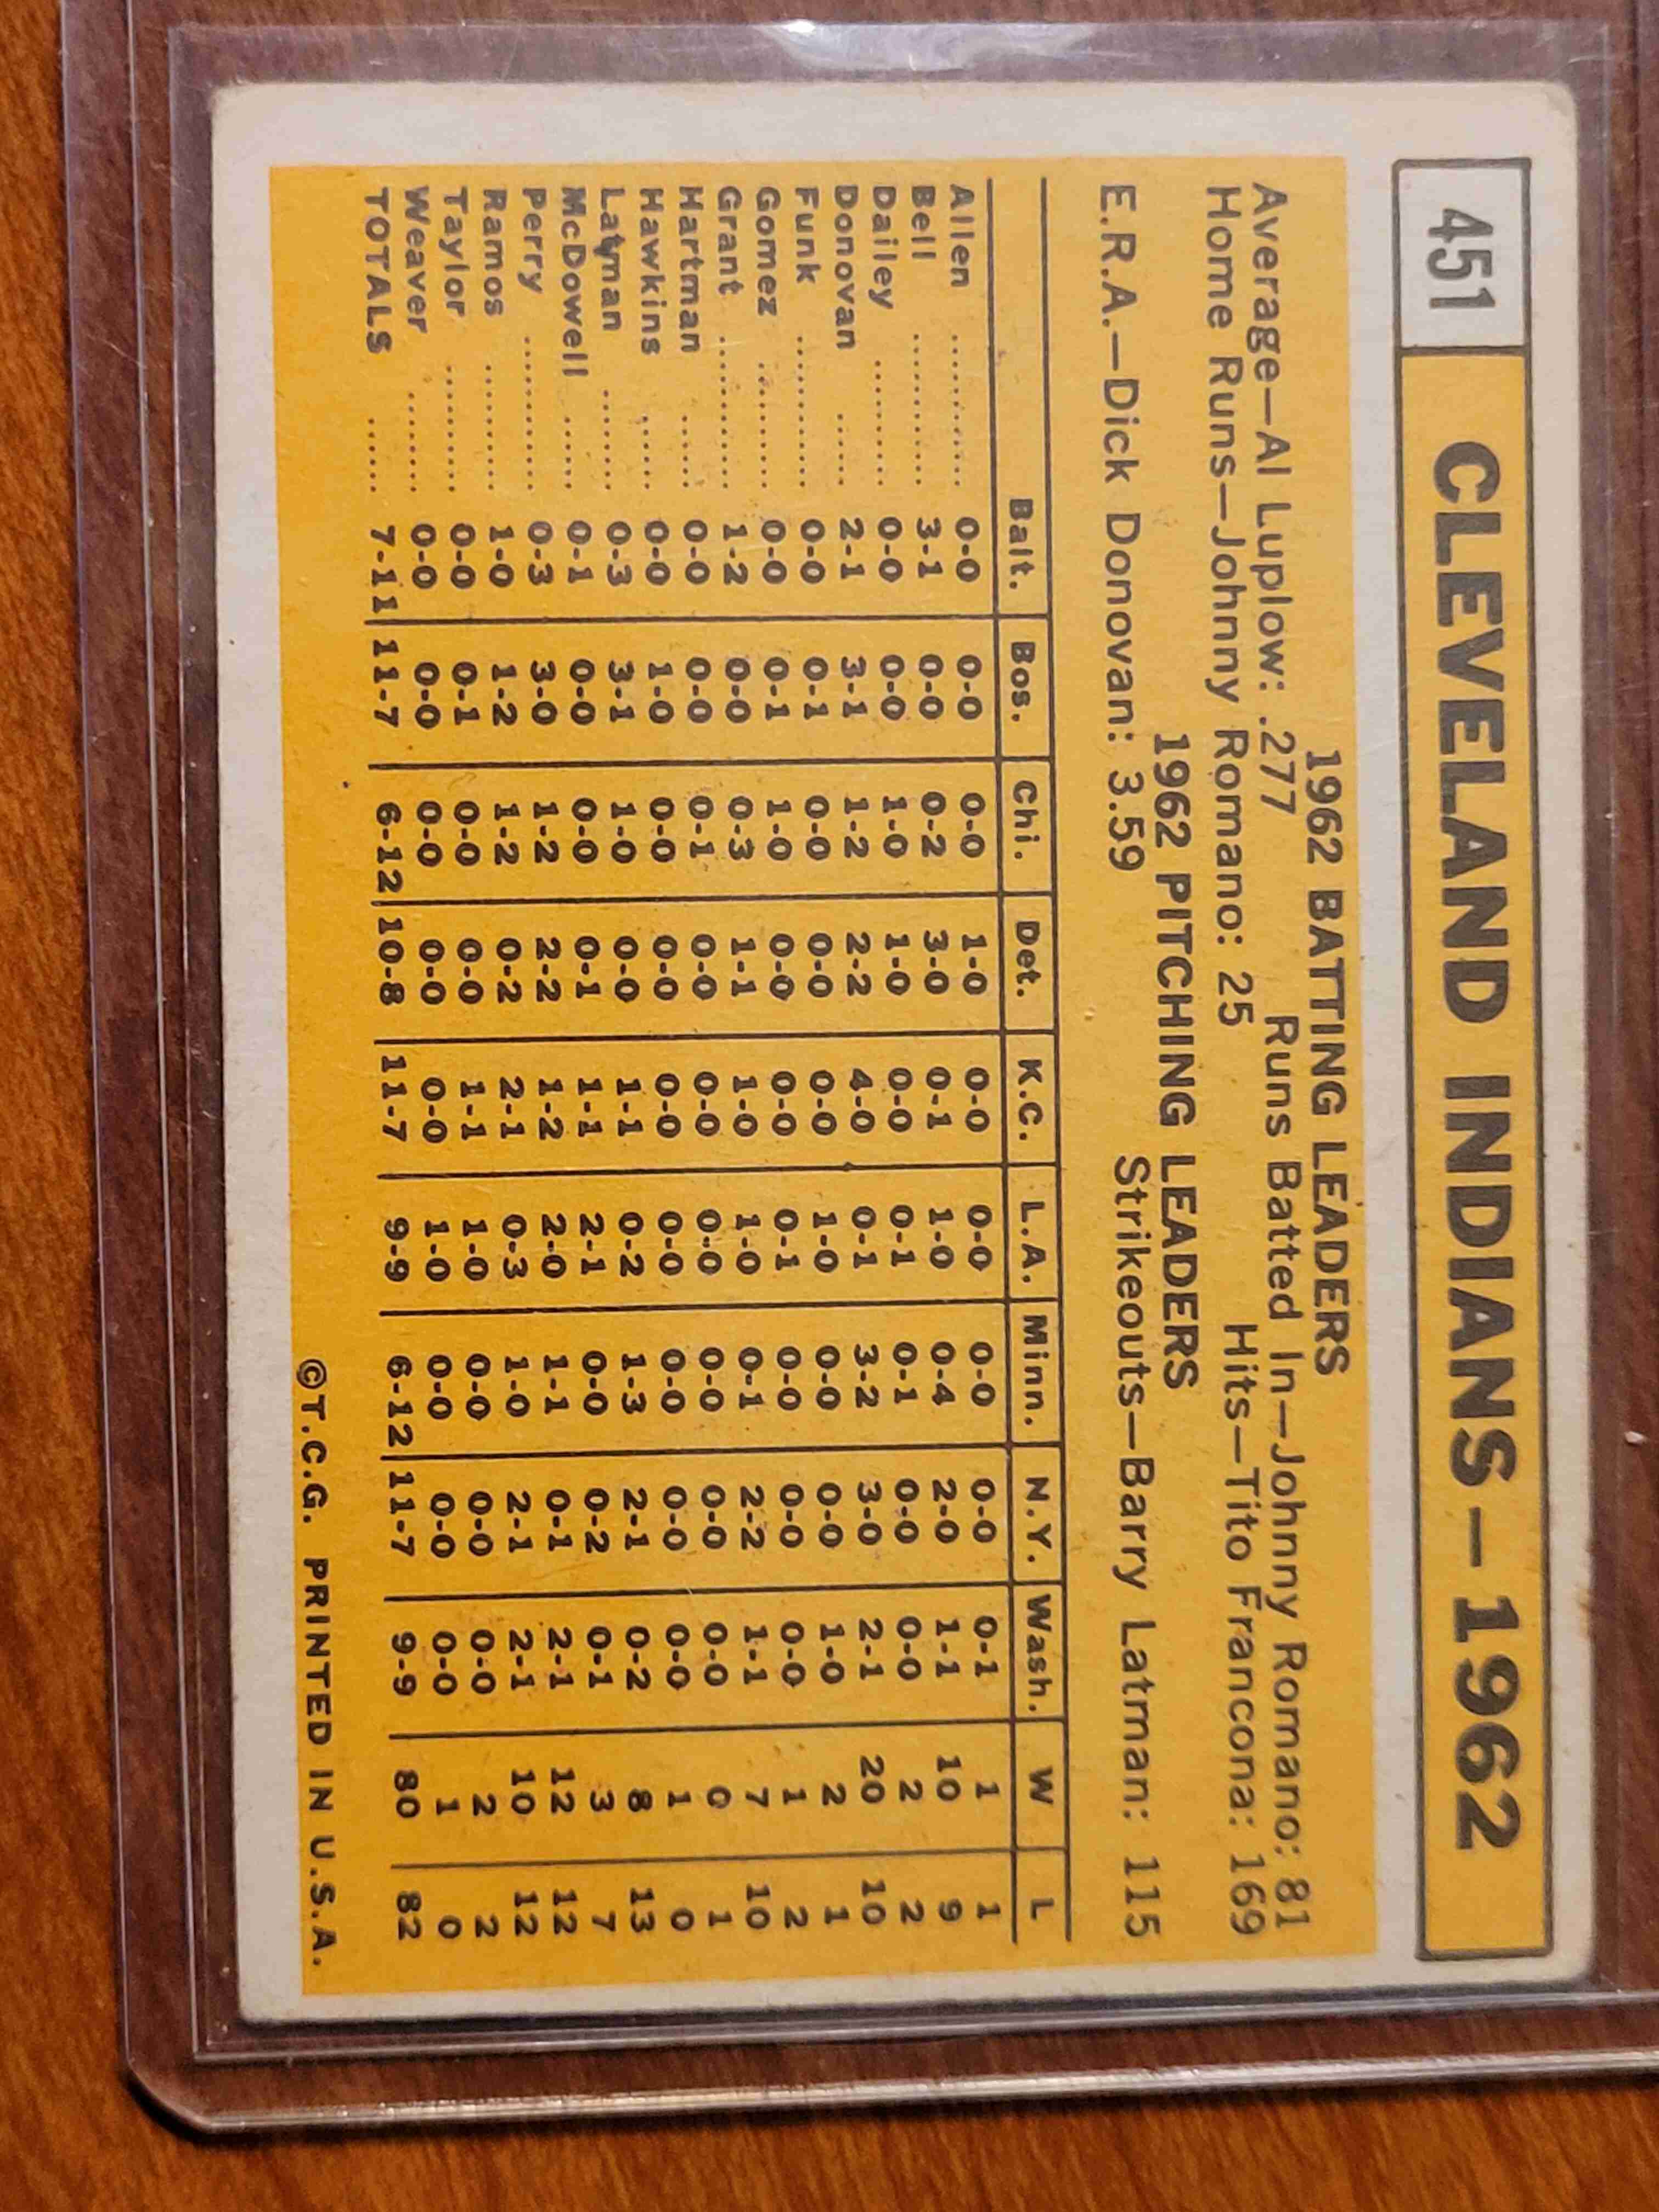 451 CLEVELAND INDIANS—1962
1962 BATTING LEADERS
Average—Al Luplow: .277 Runs Batted In—Johnny Romano: 81
Home Runs—Johnny Romano: 25 Hits—Tito Francona: 169
1962 PITCHING LEADERS
E.R.A.—Dick Donovan: 3.59 Strikeouts—Barry Latman: 115
Balt. Bos. Chi. Det. K.C. L.A. Minn. N.Y. Wash. W L
Allen .......... 0-0 0-0 0-0 1-0 0-0 0-0 0-0 0-0 0-1 1 1
Bell .......... 3-1 0-0 0-2 3-0 0-1 1-0 0-4 2-0 1-1 10 9
Dailey ......... 0-0 0-0 1-0 1-0 0-0 0-1 0-1 0-0 0-0 2 2
Donovan ...... 2-1 3-1 1-2 2-2 4-0 0-1 3-2 3-0 2-1 20 10
Funk ............ 0-0 0-1 0-0 0-0 0-0 1-0 0-0 0-0 1-0 2 1
Gomez .......... 0-0 0-1 1-0 0-0 0-0 0-1 0-0 0-0 0-0 1 2
Grant ............ 1-2 0-0 0-3 1-1 1-0 1-0 0-1 2-2 1-1 7 10
Hartman ...... 0-0 0-0 0-1 0-0 0-0 0-0 0-0 0-0 0-0 0 1
Hawkins ...... 0-0 1-0 0-0 0-0 0-0 0-0 0-0 0-0 0-0 1 0
Latman ........ 0-3 3-1 1-0 0-0 1-1 0-2 1-3 2-1 0-2 8 13
McDowell ...... 0-1 0-0 0-0 0-1 1-1 2-1 0-0 0-2 0-1 3 7
Perry ............ 0-3 3-0 1-2 2-2 1-2 2-0 1-1 0-1 2-1 12 12
Ramos .......... 1-0 1-2 1-2 0-2 2-1 0-3 1-0 2-1 2-1 10 12
Taylor .......... 0-0 0-1 0-0 0-0 1-1 1-0 0-0 0-0 0-0 2 2
Weaver ........ 0-0 0-0 0-0 0-0 0-0 1-0 0-0 0-0 0-0 1 0
TOTALS ...... 7-11 11-7 6-12 10-8 11-7 9-9 6-12 11-7 9-9 80 82
©T.C.G. PRINTED IN U.S.A.